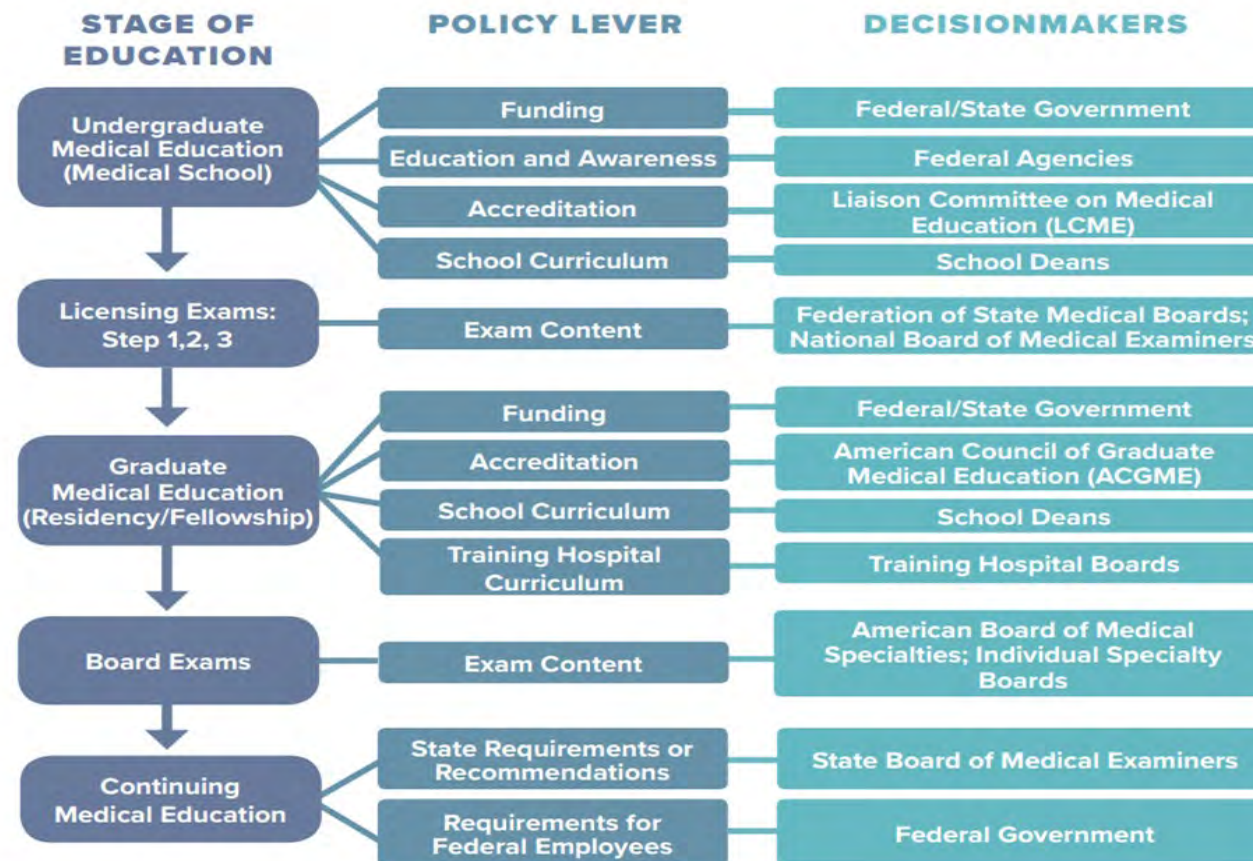 STAGE OF
EDUCATION
POLICY LEVER
DECISIONMAKERS
Undergraduate
Medical Education
(Medical School)
Funding
Federal/State Government
Education and Awareness
Federal Agencies
Accreditation
Liaison Committee on Medical
Education (LCME)
School Curriculum
School Deans
Licensing Exams:
Step 1,2, 3
Exam Content
Federation of State Medical Boards;
National Board of Medical Examiners
Graduate
Medical Education
(Residency/Fellowship)
Funding
Federal/State Government
Accreditation
American Council of Graduate
Medical Education (ACGME)
School Curriculum
School Deans
Training Hospital
Curriculum
Training Hospital Boards
Board Exams
Exam Content
American Board of Medical
Specialties; Individual Specialty
Boards
Continuing
Medical Education
State Requirements or
Recommendations
State Board of Medical Examiners
Requirements for
Federal Employees
Federal Government